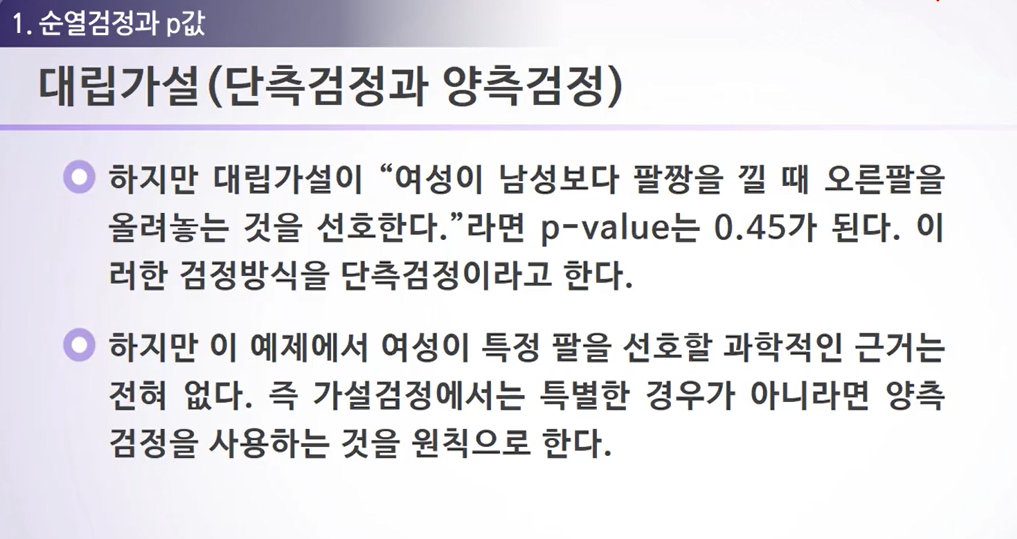 1. 순열검정과 p값
대립가설(단측검정과 양측검정)
하지만 대립가설이 “여성이 남성보다 팔짱을 낄 때 오른팔을
올려놓는 것을 선호한다.”라면 p-value는 0.45가 된다. 이
러한 검정방식을 단측검정이라고 한다.
하지만 이 예제에서 여성이 특정 팔을 선호할 과학적인 근거는
전혀 없다. 즉 가설검정에서는 특별한 경우가 아니라면 양측
검정을 사용하는 것을 원칙으로 한다.